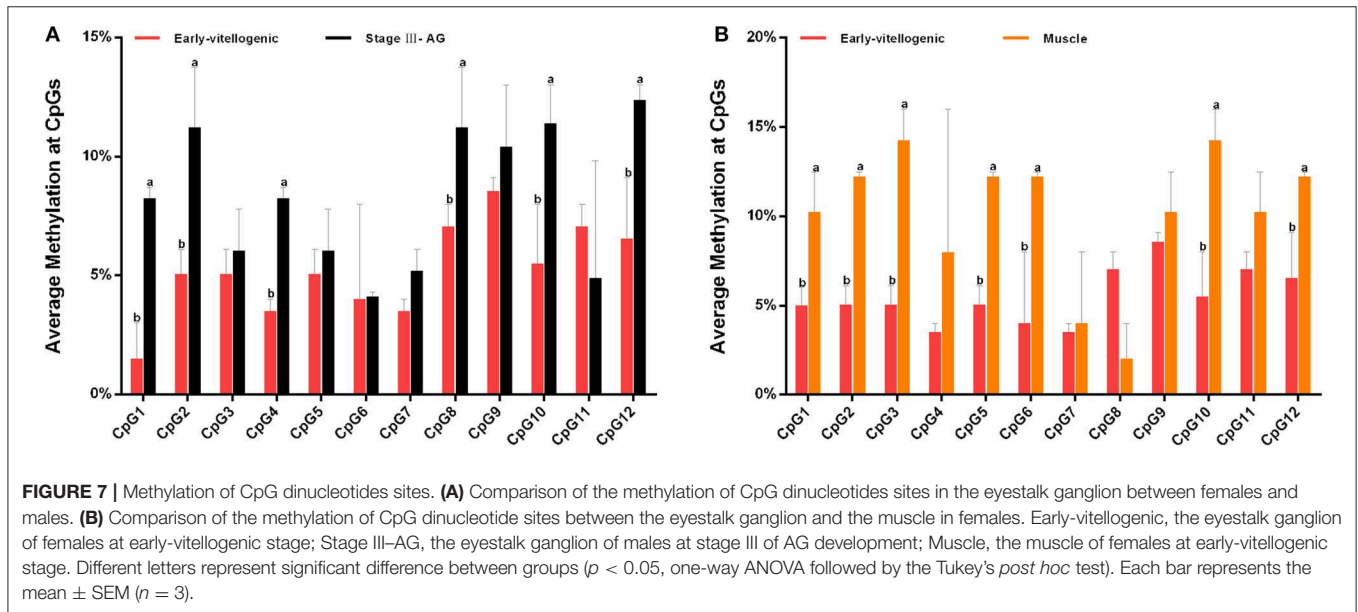 A
Early-vitellogenic
Stage III- AG
Average Methylation at CpGs
15%
10%
5%
0%
b
a
b
a
b
a
b
a
b
a
b
a
CpG1
CpG2
CpG3
CpG4
CpG5
CpG6
CpG7
CpG8
CpG9
CpG10
CpG11
CpG12
B
Early-vitellogenic
Muscle
Average Methylation at CpGs
20%
15%
10%
5%
0%
b
a
b
a
b
a
b
a
b
a
b
a
b
a
CpG1
CpG2
CpG3
CpG4
CpG5
CpG6
CpG7
CpG8
CpG9
CpG10
CpG11
CpG12
FIGURE 7 | Methylation of CpG dinucleotides sites. (A) Comparison of the methylation of CpG dinucleotides sites in the eyestalk ganglion between females and
males. (B) Comparison of the methylation of CpG dinucleotide sites between the eyestalk ganglion and the muscle in females. Early-vitellogenic, the eyestalk ganglion
of females at early-vitellogenic stage; Stage III–AG, the eyestalk ganglion of males at stage III of AG development; Muscle, the muscle of females at early-vitellogenic
stage. Different letters represent significant difference between groups (p < 0.05, one-way ANOVA followed by the Tukey's post hoc test). Each bar represents the
mean ± SEM (n = 3).